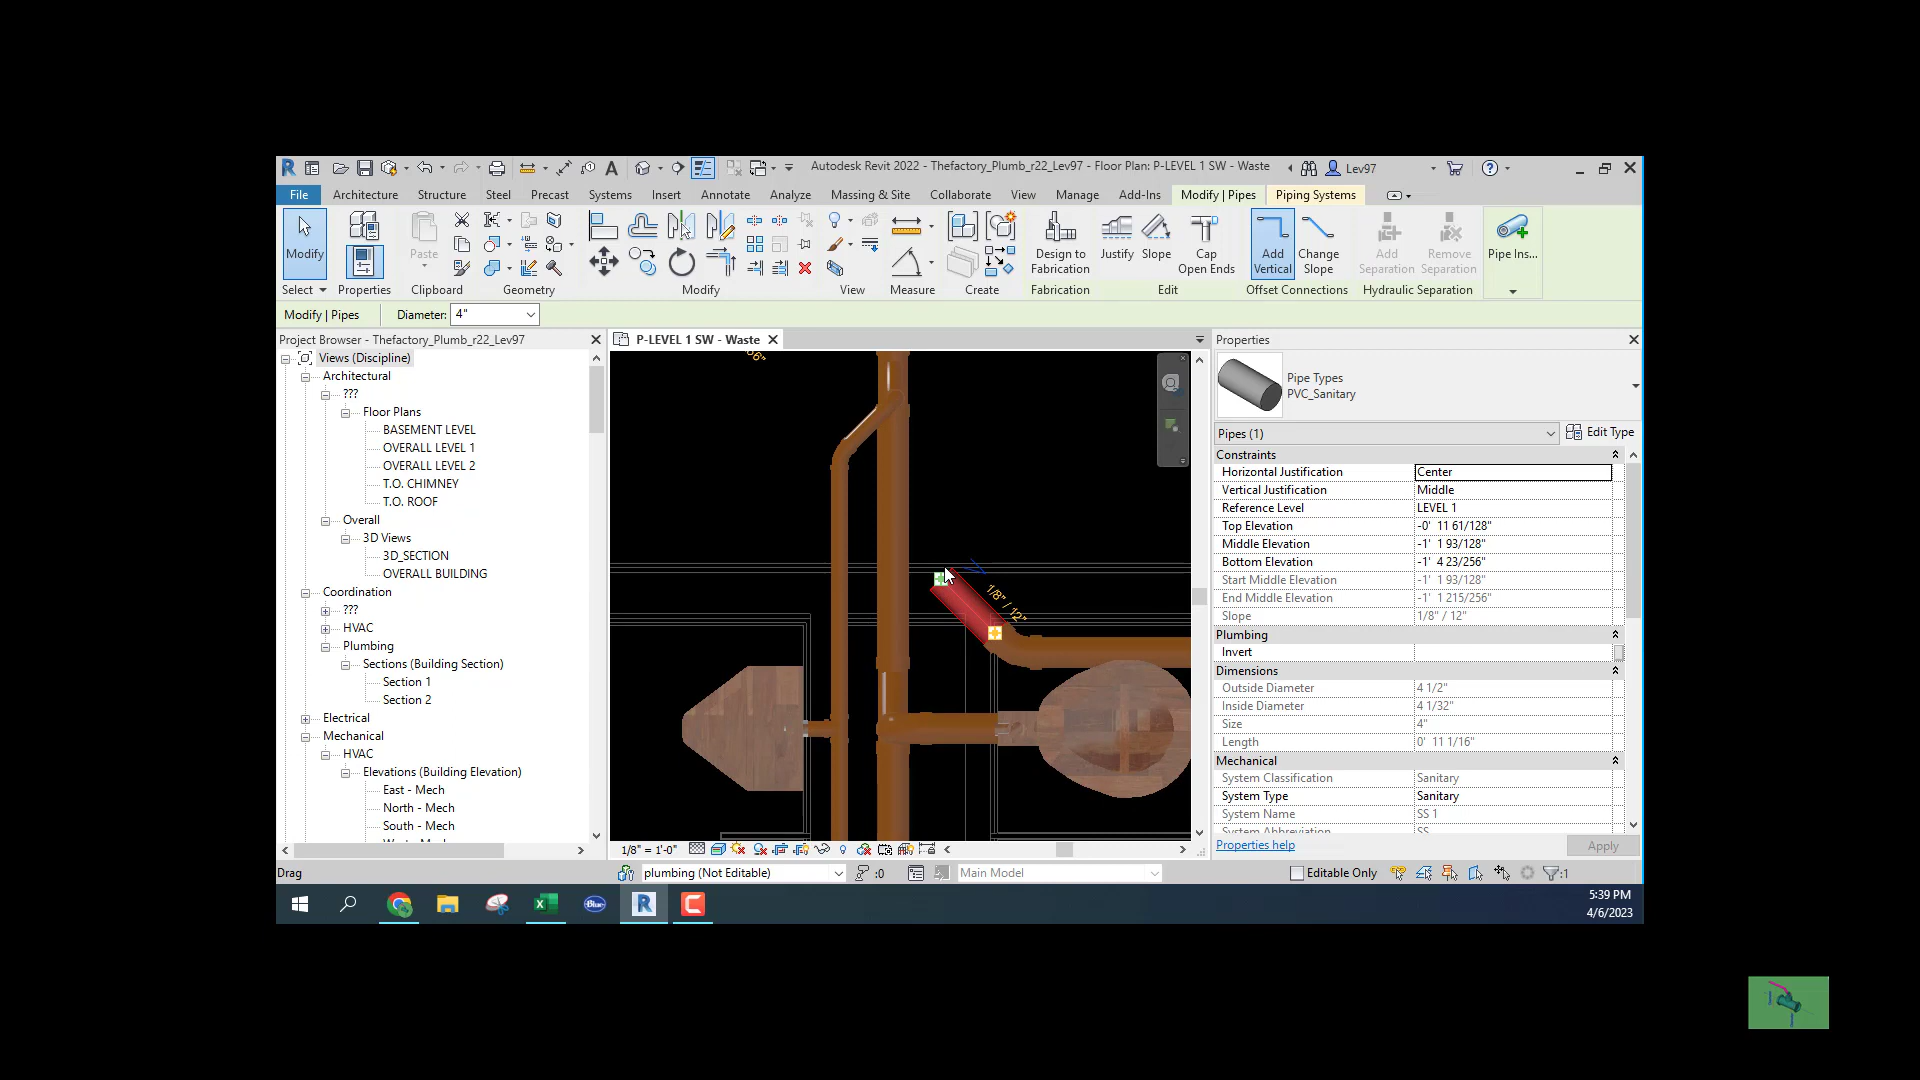 Autodesk Revit 2022 - Thefactory_Plumb_r22_Lev97 - Floor Plan: P-LEVEL 1 SW - Waste
Lev97
File Architecture Structure Steel Precast Systems Insert Annotate Analyze Massing & Site Collaborate View Manage Add-Ins Modify | Pipes Piping Systems
Modify
Paste
Design to Fabrication
Justify
Slope
Cap Open Ends
Add Vertical
Change Slope
Add Separation
Remove Separation
Pipe Ins...
Select Properties Clipboard Geometry Modify View Measure Create Fabrication Edit Offset Connections Hydraulic Separation
Modify | Pipes Diameter: 4"
Project Browser - Thefactory_Plumb_r22_Lev97
Views (Discipline)
Architectural
???
Floor Plans
BASEMENT LEVEL
OVERALL LEVEL 1
OVERALL LEVEL 2
T.O. CHIMNEY
T.O. ROOF
Overall
3D Views
3D_SECTION
OVERALL BUILDING
Coordination
???
HVAC
Plumbing
Sections (Building Section)
Section 1
Section 2
Electrical
Mechanical
HVAC
Elevations (Building Elevation)
East - Mech
North - Mech
South - Mech
P-LEVEL 1 SW - Waste
1/8" / 12"
1/8" = 1'-0"
Properties
Pipe Types
PVC_Sanitary
Pipes (1) Edit Type
Constraints
Horizontal Justification Center
Vertical Justification Middle
Reference Level LEVEL 1
Top Elevation -0' 11 61/128"
Middle Elevation -1' 1 93/128"
Bottom Elevation -1' 4 23/256"
Start Middle Elevation -1' 1 93/128"
End Middle Elevation -1' 1 215/256"
Slope 1/8" / 12"
Plumbing
Invert
Dimensions
Outside Diameter 4 1/2"
Inside Diameter 4 1/32"
Size 4"
Length 0' 11 1/16"
Mechanical
System Classification Sanitary
System Type Sanitary
System Name SS 1
System Abbreviation SS
Properties help Apply
Drag
plumbing (Not Editable)
:0
Main Model
Editable Only
:1
5:39 PM
4/6/2023